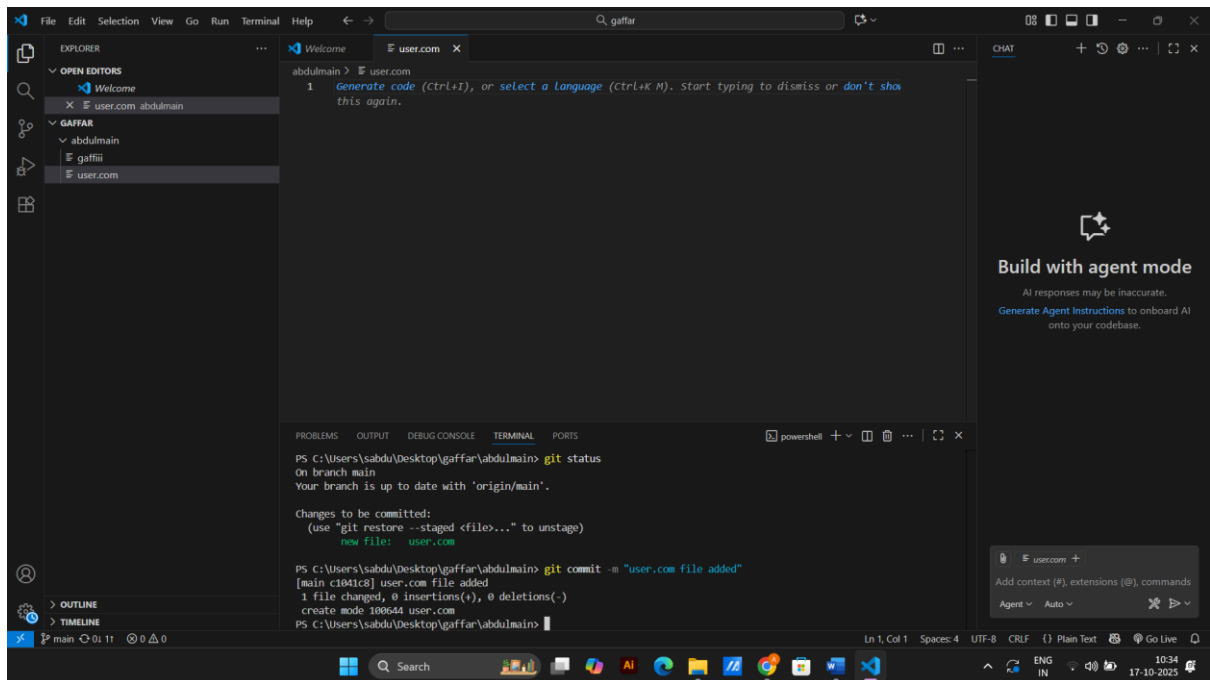 File Edit Selection View Go Run Terminal Help
gaffar
EXPLORER
OPEN EDITORS
Welcome
user.com abdulmain
GAFFAR
abdulmain
gaffiii
user.com
OUTLINE
TIMELINE
Welcome
user.com
abdulmain > user.com
1 Generate code (Ctrl+I), or select a language (Ctrl+K M). Start typing to dismiss or don't show
this again.
PROBLEMS OUTPUT DEBUG CONSOLE TERMINAL PORTS
powershell
PS C:\Users\sabdu\Desktop\gaffar\abdulmain> git status
On branch main
Your branch is up to date with 'origin/main'.
Changes to be committed:
(use "git restore --staged <file>..." to unstage)
new file: user.com
PS C:\Users\sabdu\Desktop\gaffar\abdulmain> git commit -m "user.com file added"
[main c1041c8] user.com file added
1 file changed, 0 insertions(+), 0 deletions(-)
create mode 100644 user.com
PS C:\Users\sabdu\Desktop\gaffar\abdulmain>
CHAT
Build with agent mode
AI responses may be inaccurate.
Generate Agent Instructions to onboard AI
onto your codebase.
user.com
Add context (#), extensions (@), commands
Agent Auto
main 0↓ 1↑ 0 0
Ln 1, Col 1 Spaces: 4 UTF-8 CRLF {} Plain Text Go Live
Search
Ai
ENG
IN
10:34
17-10-2025